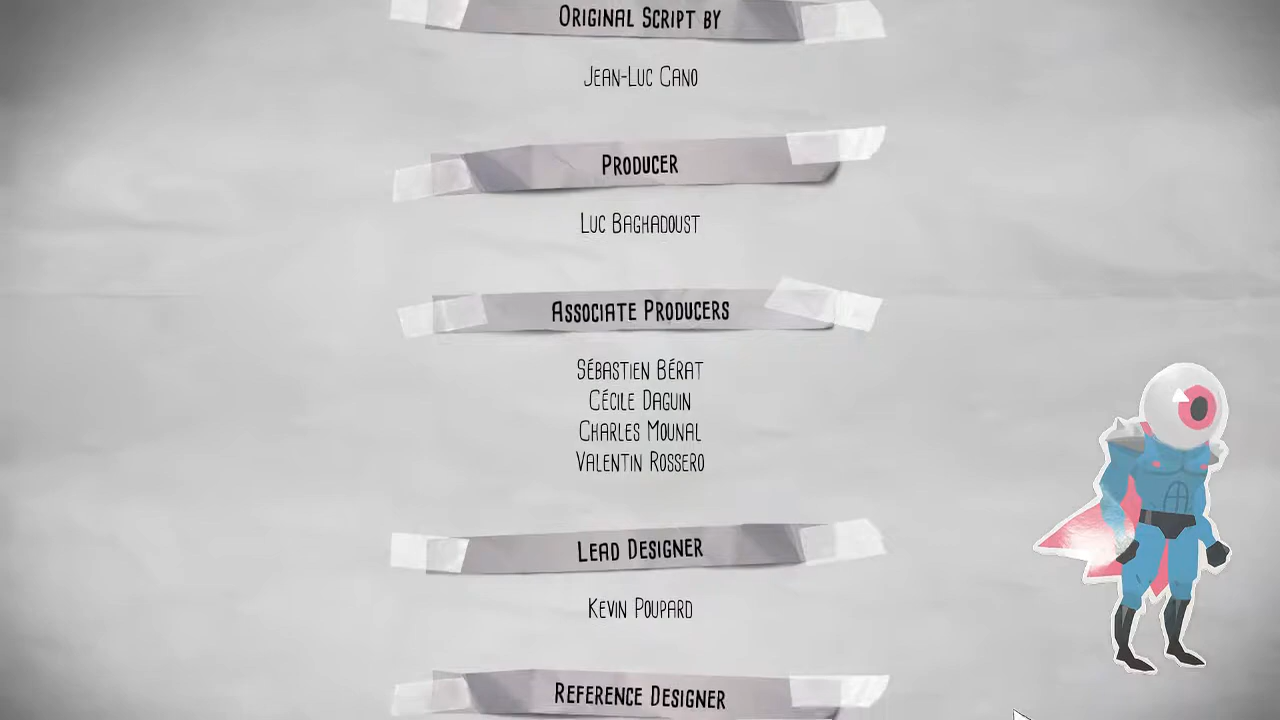 ORIGINAL SCRIPT BY
JEAN-LUC CANO
PRODUCER
LUC BAGHADOUST
ASSOCIATE PRODUCERS
SÉBASTIEN BÉRAT
CÉCILE DAGUIN
CHARLES MOUNAL
VALENTIN ROSSERO
LEAD DESIGNER
KEVIN POUPARD
REFERENCE DESIGNER